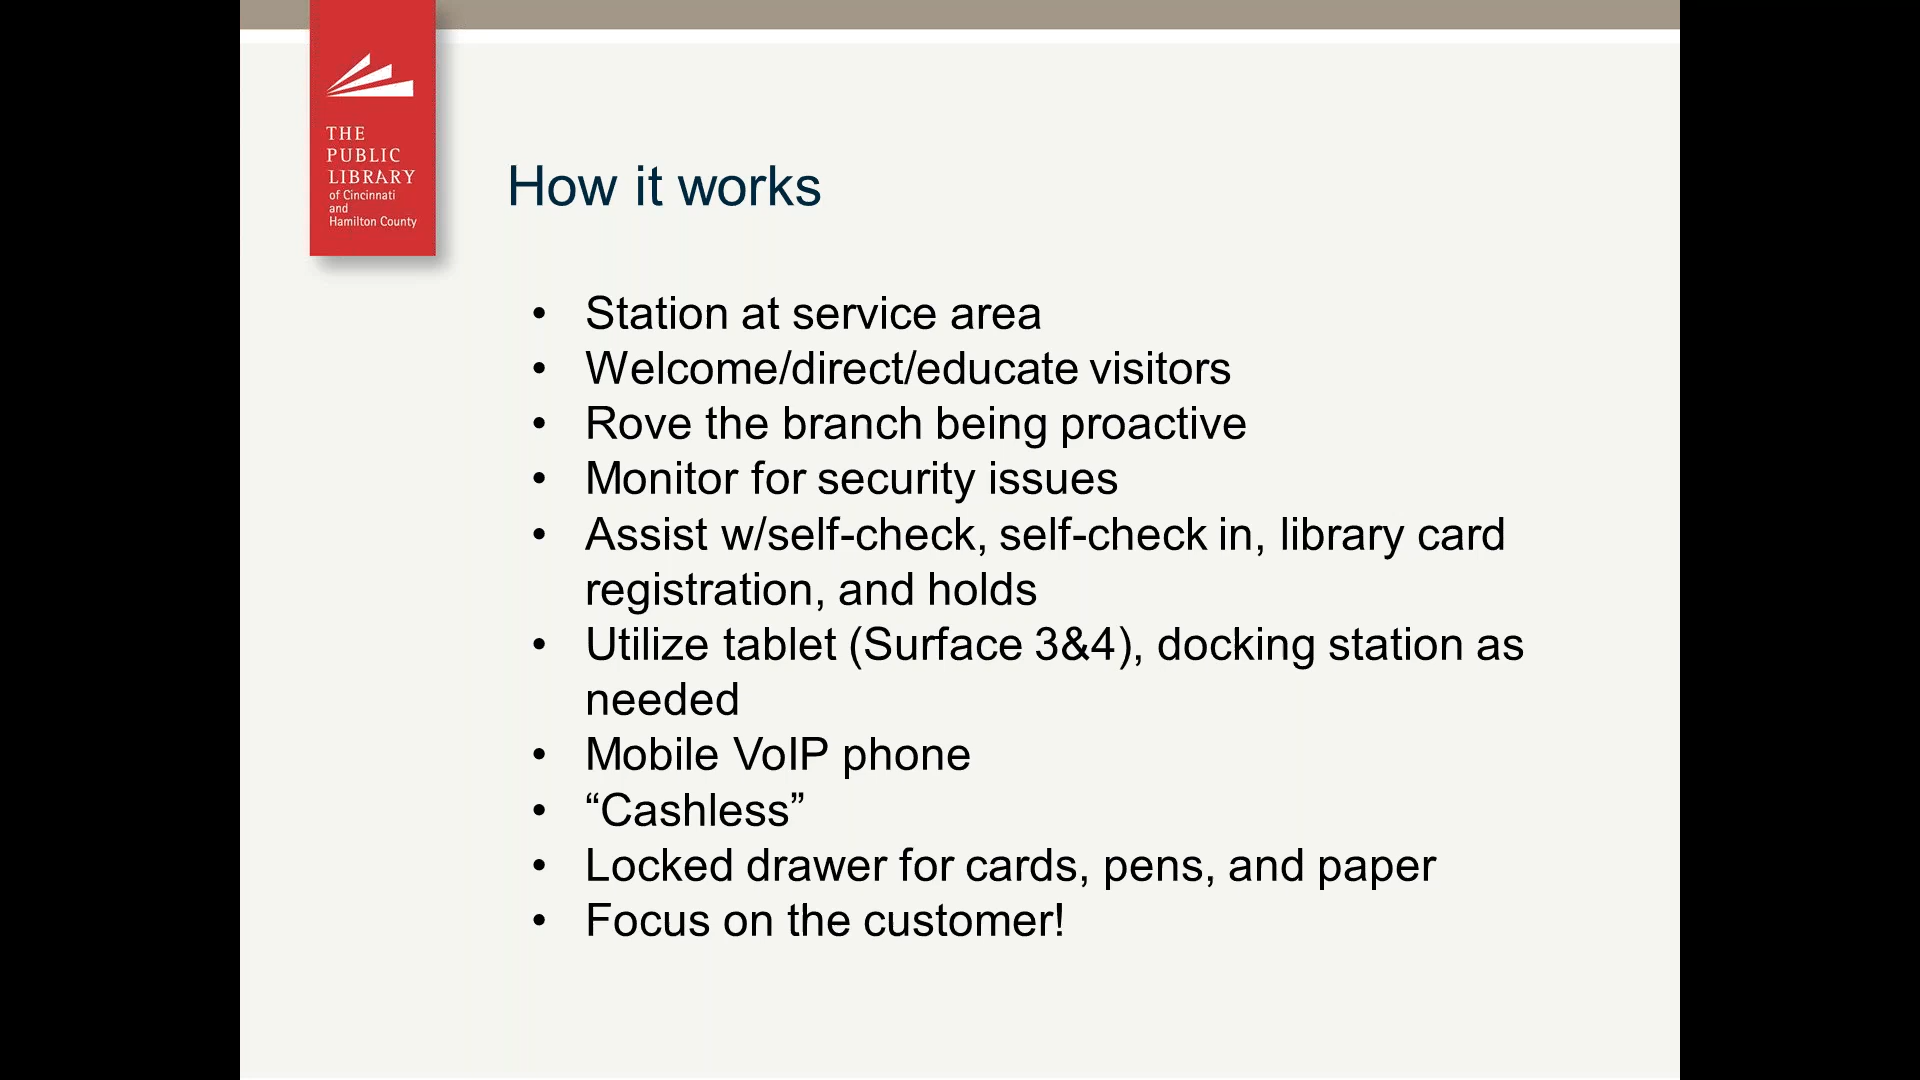 THE
PUBLIC
LIBRARY
of Cincinnati
and
Hamilton County
How it works
• Station at service area
• Welcome/direct/educate visitors
• Rove the branch being proactive
• Monitor for security issues
• Assist w/self-check, self-check in, library card
registration, and holds
• Utilize tablet (Surface 3&4), docking station as
needed
• Mobile VoIP phone
• “Cashless”
• Locked drawer for cards, pens, and paper
• Focus on the customer!